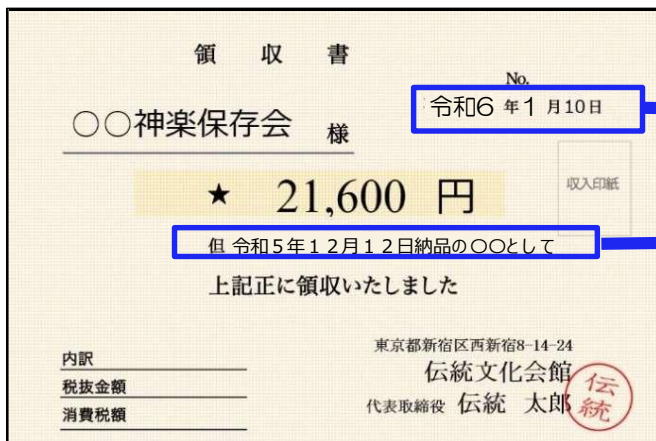 領 収 書
No.
令和6 年1 月10日
〇〇神楽保存会 様
収入印紙
★ 21,600 円
但 令和5年12月12日納品の〇〇として
上記正に領収いたしました
東京都新宿区西新宿8-14-24
内訳
伝統文化会館
税抜金額
代表取締役 伝統 太郎
消費税額
伝統